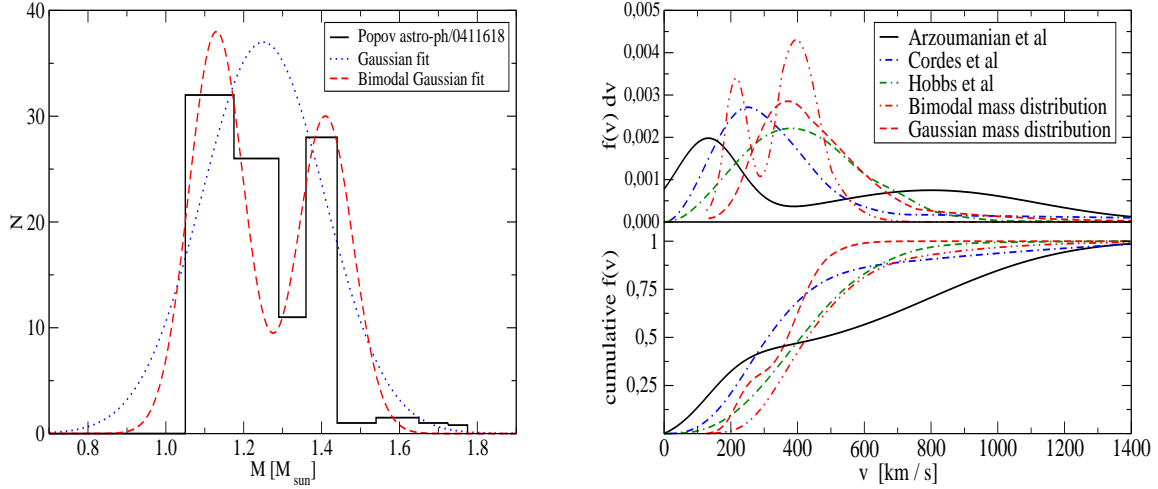 40
30
20
10
0
N
0.8
1.0
1.2
1.4
1.6
1.8
M [M_sun]
Popov astro-ph/0411618
Gaussian fit
Bimodal Gaussian fit
0,005
0,004
0,003
0,002
0,001
0,000
f(v) dv
Arzoumanian et al
Cordes et al
Hobbs et al
Bimodal mass distribution
Gaussian mass distribution
1
0,75
0,5
0,25
cumulative f(v)
0
200
400
600
800
1000
1200
1400
v [km / s]